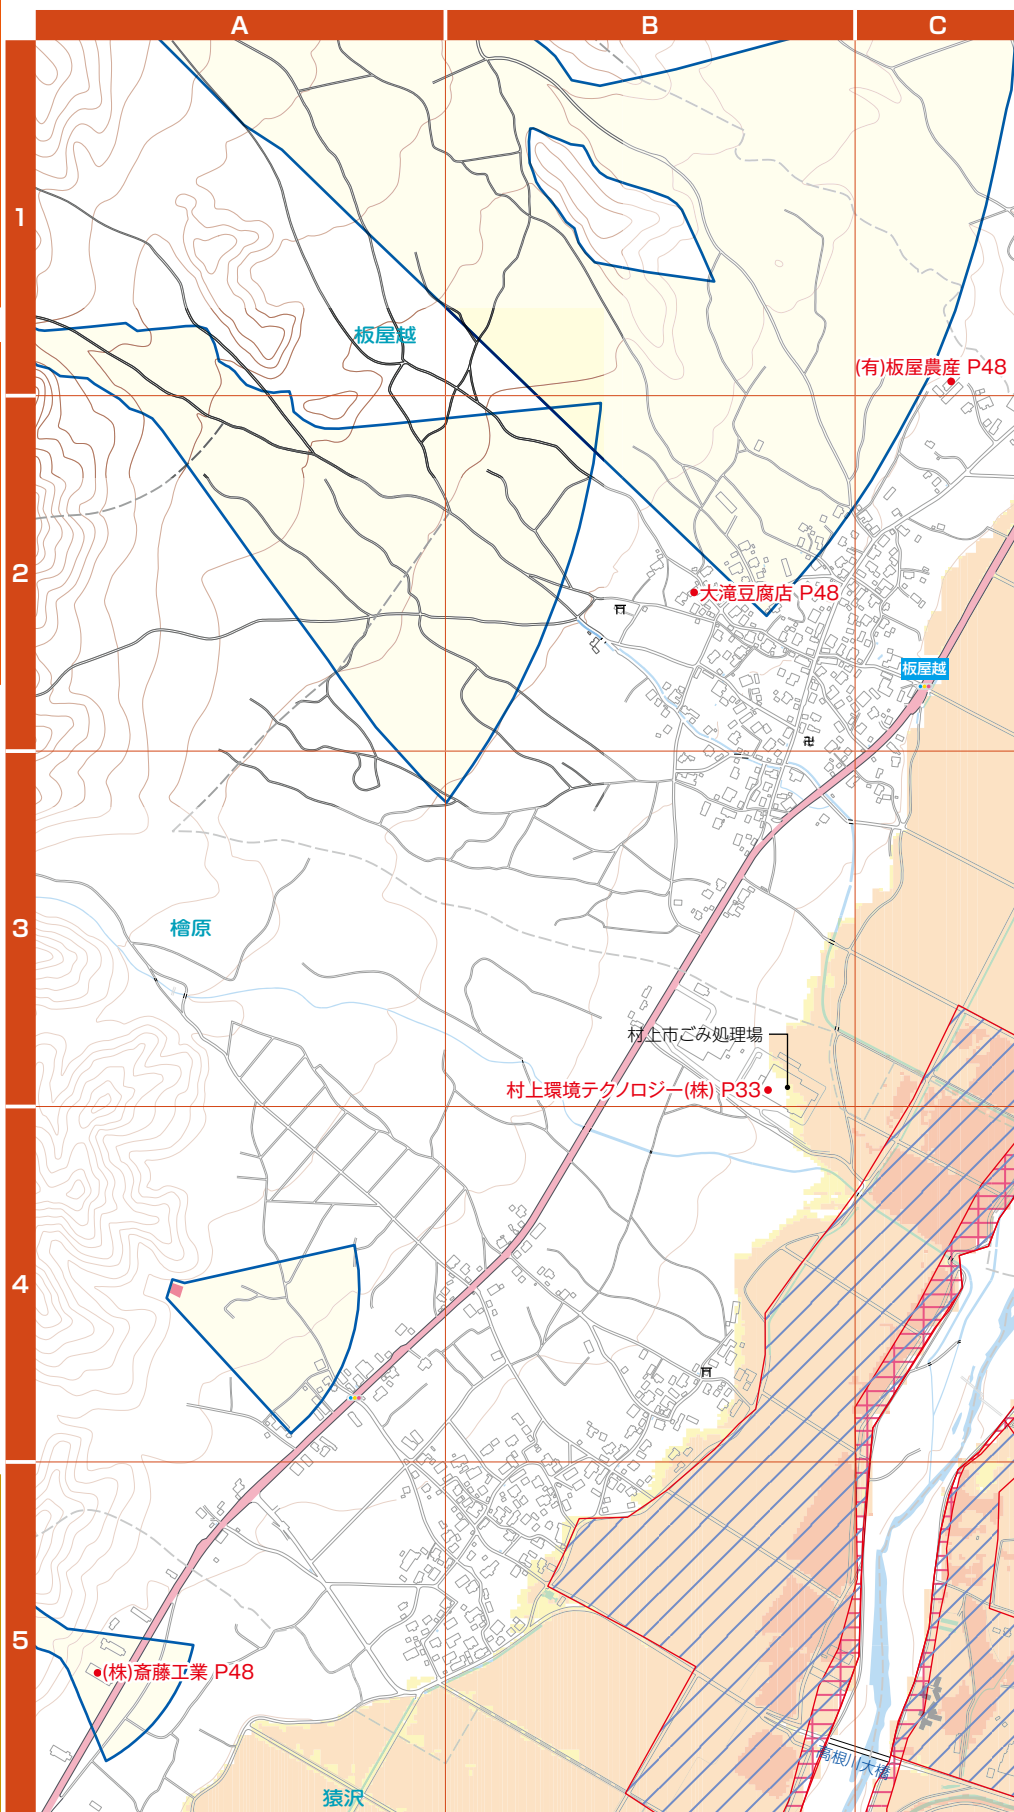 A
B
C
1
板屋越
(有)板屋農産 P48
2
大滝豆腐店 P48
板屋越
3
檜原
村上市ごみ処理場
村上環境テクノロジー(株) P33
4
5
(株)斎藤工業 P48
高根川大橋
猿沢